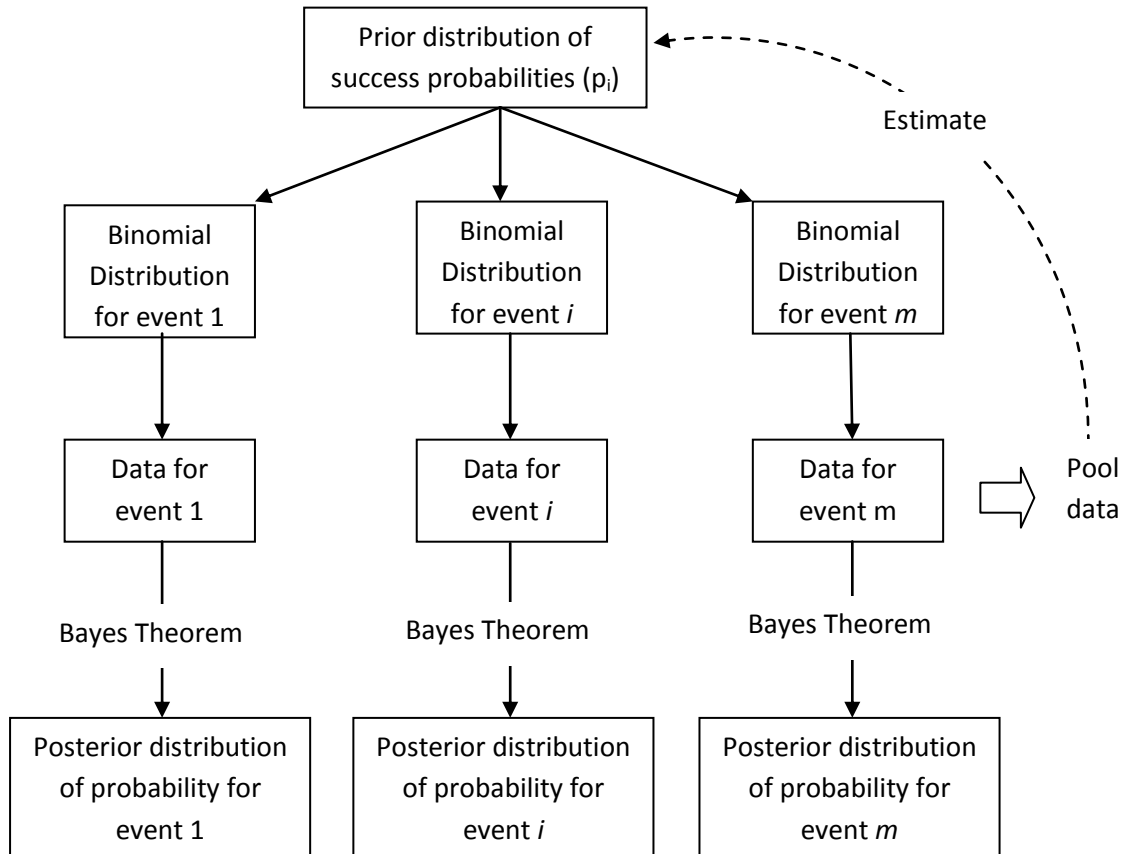 Prior distribution of
success probabilities (pᵢ)
Estimate
Binomial
Distribution
for event 1
Binomial
Distribution
for event i
Binomial
Distribution
for event m
Data for
event 1
Data for
event i
Data for
event m
Pool
data
Bayes Theorem
Bayes Theorem
Bayes Theorem
Posterior distribution
of probability for
event 1
Posterior distribution
of probability for
event i
Posterior distribution
of probability for
event m